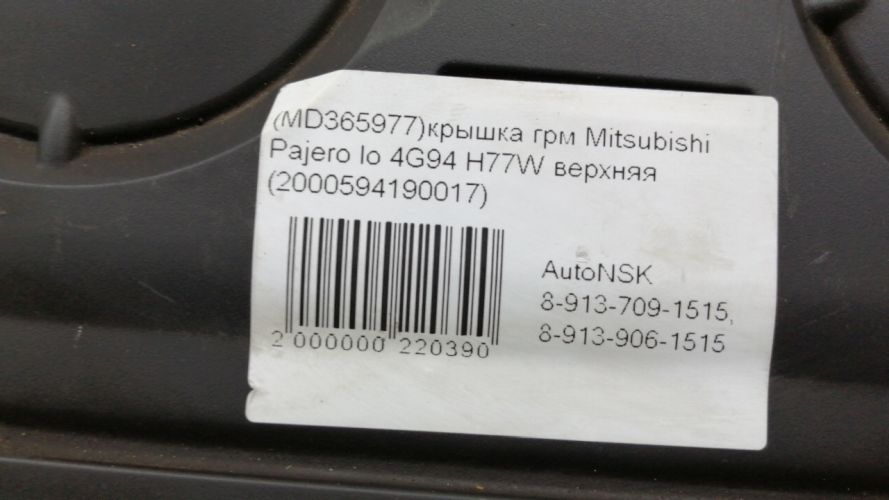 (MD365977)крышка грм Mitsubishi
Pajero Io 4G94 H77W верхняя
(2000594190017)
AutoNSK
8-913-709-1515,
8-913-906-1515
2 000000 220390